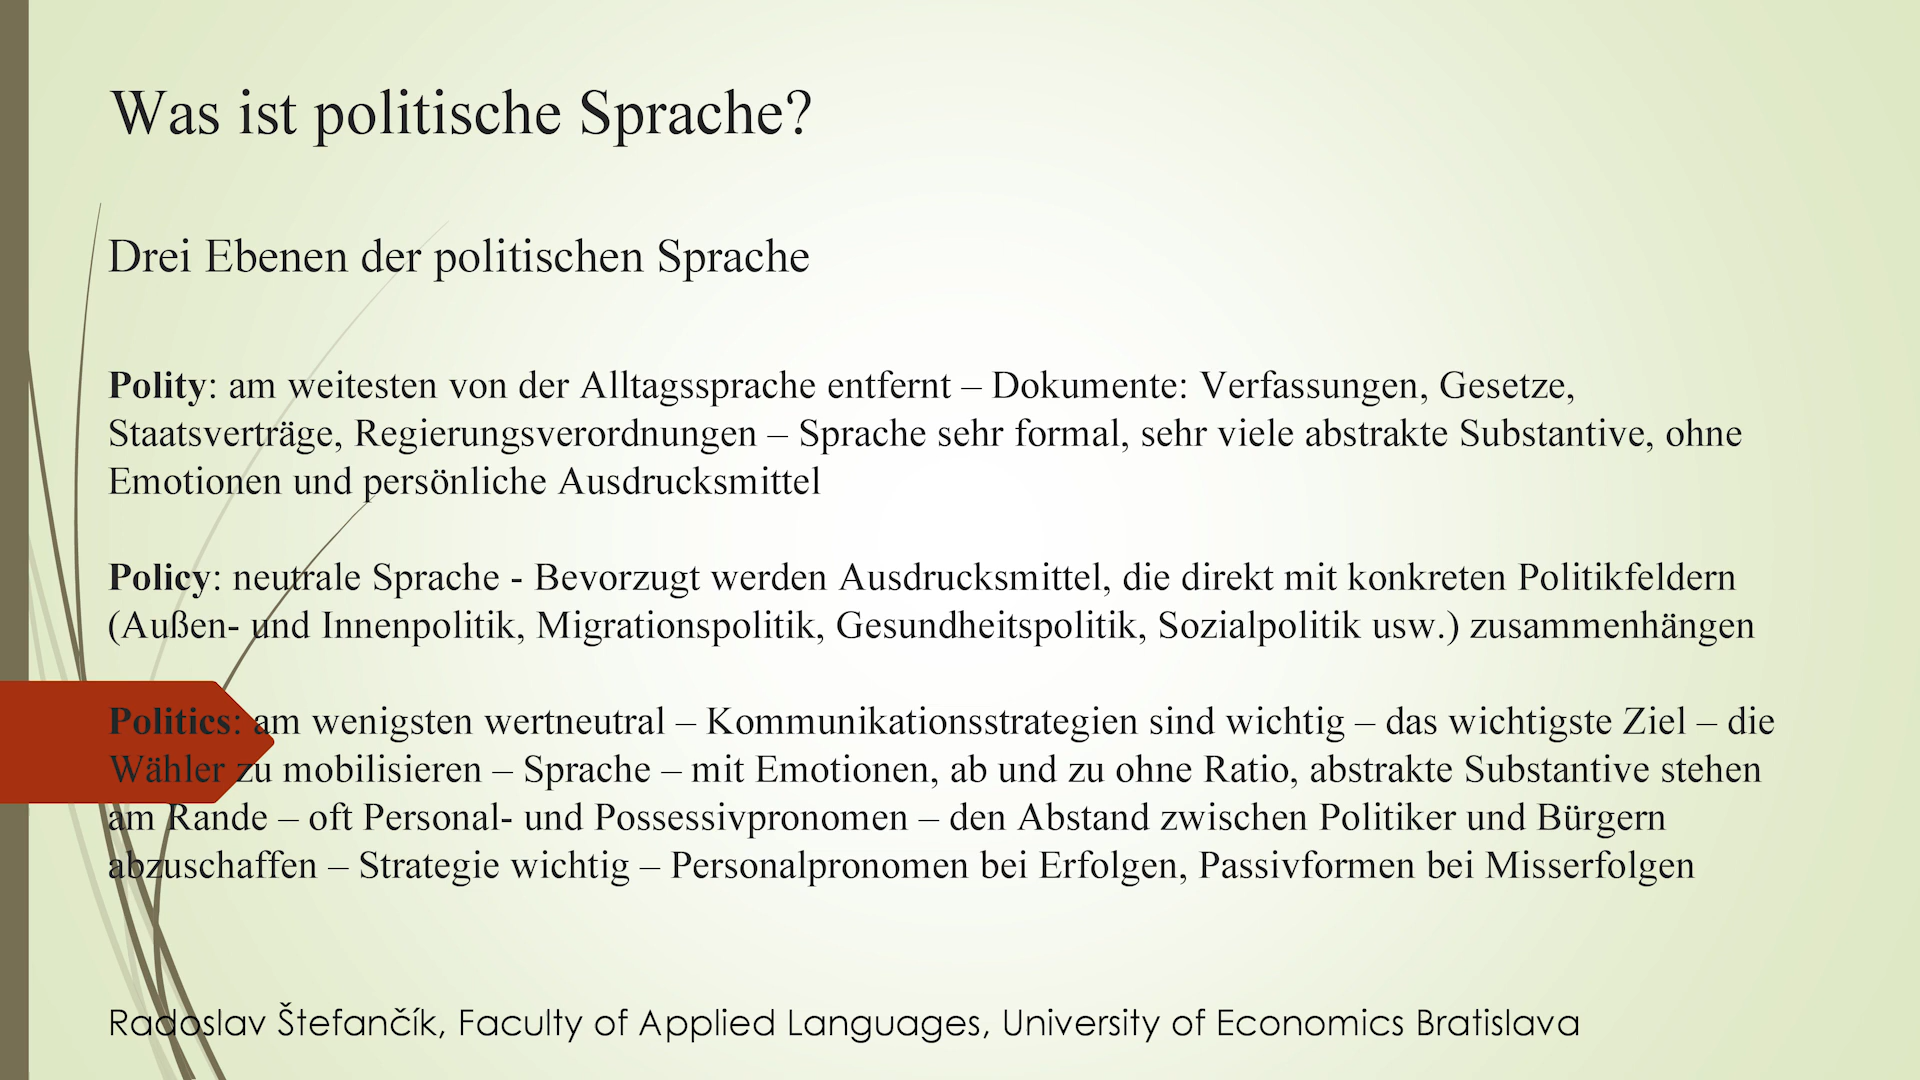 Was ist politische Sprache?
Drei Ebenen der politischen Sprache
Polity: am weitesten von der Alltagssprache entfernt – Dokumente: Verfassungen, Gesetze,
Staatsverträge, Regierungsverordnungen – Sprache sehr formal, sehr viele abstrakte Substantive, ohne
Emotionen und persönliche Ausdrucksmittel
Policy: neutrale Sprache - Bevorzugt werden Ausdrucksmittel, die direkt mit konkreten Politikfeldern
(Außen- und Innenpolitik, Migrationspolitik, Gesundheitspolitik, Sozialpolitik usw.) zusammenhängen
Politics: am wenigsten wertneutral – Kommunikationsstrategien sind wichtig – das wichtigste Ziel – die
Wähler zu mobilisieren – Sprache – mit Emotionen, ab und zu ohne Ratio, abstrakte Substantive stehen
am Rande – oft Personal- und Possessivpronomen – den Abstand zwischen Politiker und Bürgern
abzuschaffen – Strategie wichtig – Personalpronomen bei Erfolgen, Passivformen bei Misserfolgen
Radoslav Štefančík, Faculty of Applied Languages, University of Economics Bratislava